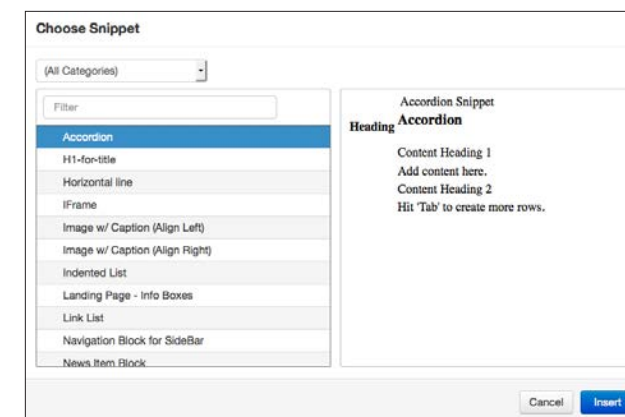 Choose Snippet
(All Categories)
Filter
Accordion
H1-for-title
Horizontal line
IFrame
Image w/ Caption (Align Left)
Image w/ Caption (Align Right)
Indented List
Landing Page - Info Boxes
Link List
Navigation Block for SideBar
News Item Block
Accordion Snippet
Heading Accordion
Content Heading 1
Add content here.
Content Heading 2
Hit 'Tab' to create more rows.
Cancel Insert